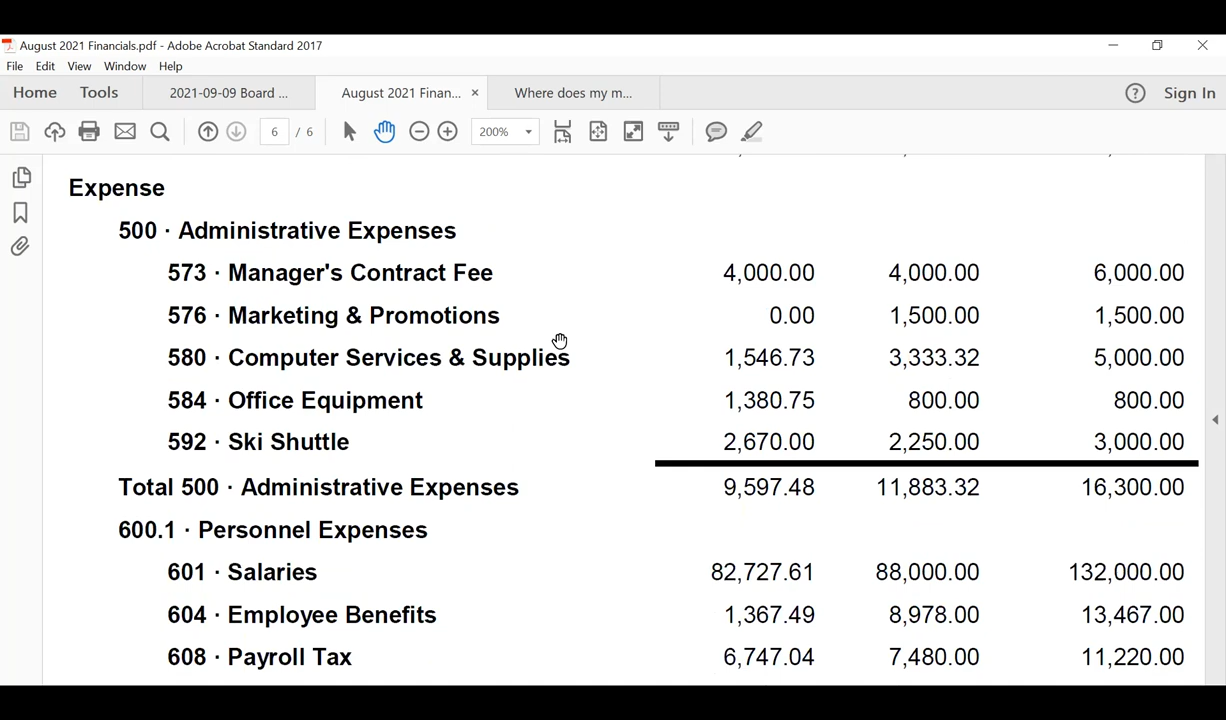 August 2021 Financials.pdf - Adobe Acrobat Standard 2017
File Edit View Window Help
Home Tools 2021-09-09 Board ... August 2021 Finan... × Where does my m... ? Sign In
6 / 6 200%
Expense
500 · Administrative Expenses
573 · Manager's Contract Fee 4,000.00 4,000.00 6,000.00
576 · Marketing & Promotions 0.00 1,500.00 1,500.00
580 · Computer Services & Supplies 1,546.73 3,333.32 5,000.00
584 · Office Equipment 1,380.75 800.00 800.00
592 · Ski Shuttle 2,670.00 2,250.00 3,000.00
Total 500 · Administrative Expenses 9,597.48 11,883.32 16,300.00
600.1 · Personnel Expenses
601 · Salaries 82,727.61 88,000.00 132,000.00
604 · Employee Benefits 1,367.49 8,978.00 13,467.00
608 · Payroll Tax 6,747.04 7,480.00 11,220.00